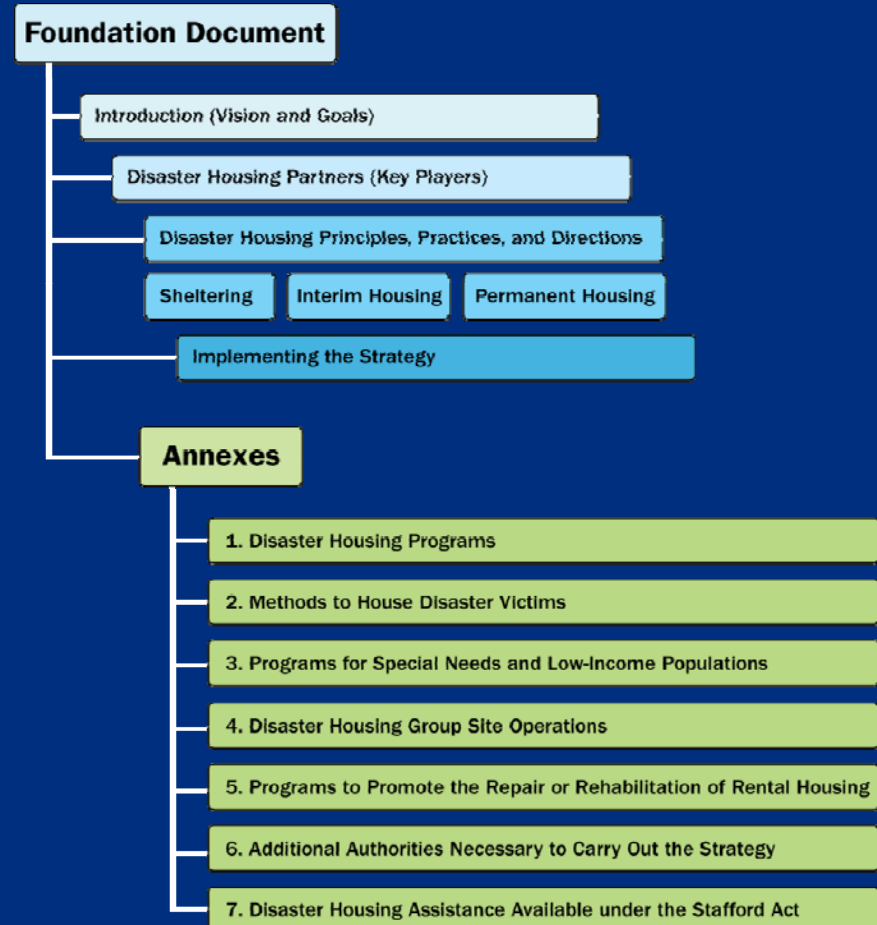 Foundation Document
Introduction (Vision and Goals)
Disaster Housing Partners (Key Players)
Disaster Housing Principles, Practices, and Directions
Sheltering
Interim Housing
Permanent Housing
Implementing the Strategy
Annexes
1. Disaster Housing Programs
2. Methods to House Disaster Victims
3. Programs for Special Needs and Low-Income Populations
4. Disaster Housing Group Site Operations
5. Programs to Promote the Repair or Rehabilitation of Rental Housing
6. Additional Authorities Necessary to Carry Out the Strategy
7. Disaster Housing Assistance Available under the Stafford Act